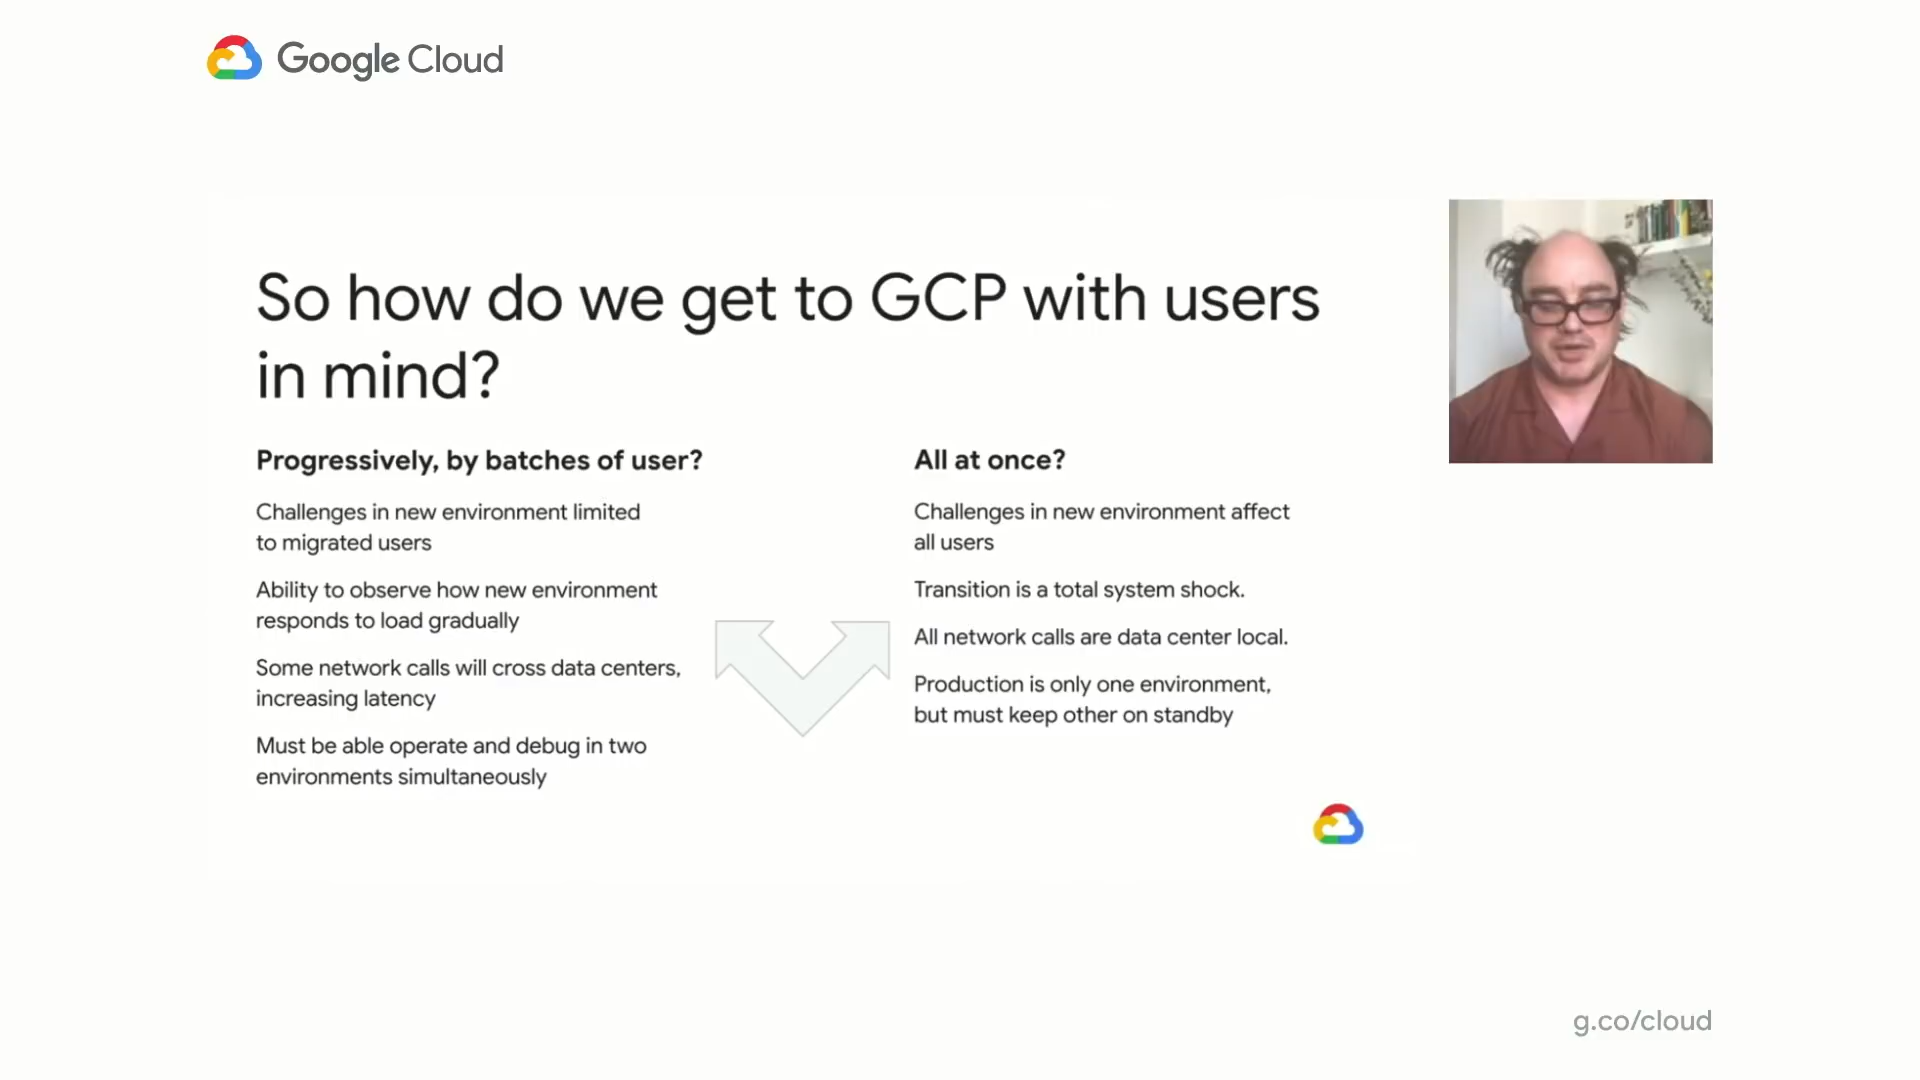 Google Cloud
So how do we get to GCP with users
in mind?
Progressively, by batches of user?
Challenges in new environment limited
to migrated users
Ability to observe how new environment
responds to load gradually
Some network calls will cross data centers,
increasing latency
Must be able operate and debug in two
environments simultaneously
All at once?
Challenges in new environment affect
all users
Transition is a total system shock.
All network calls are data center local.
Production is only one environment,
but must keep other on standby
g.co/cloud